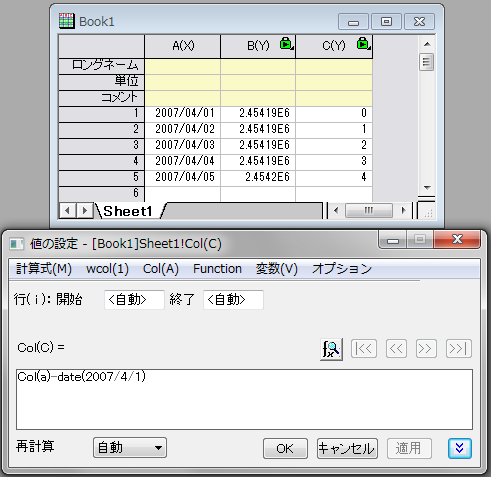 Book1
A(X) B(Y) C(Y)
ロングネーム
単位
コメント
1 2007/04/01 2.45419E6 0
2 2007/04/02 2.45419E6 1
3 2007/04/03 2.45419E6 2
4 2007/04/04 2.45419E6 3
5 2007/04/05 2.4542E6 4
6
Sheet1
値の設定 - [Book1]Sheet1!Col(C)
計算式(M) wcol(1) Col(A) Function 変数(V) オプション
行(i): 開始 <自動> 終了 <自動>
Col(C) =
Col(a)-date(2007/4/1)
再計算 自動 OK キャンセル 適用